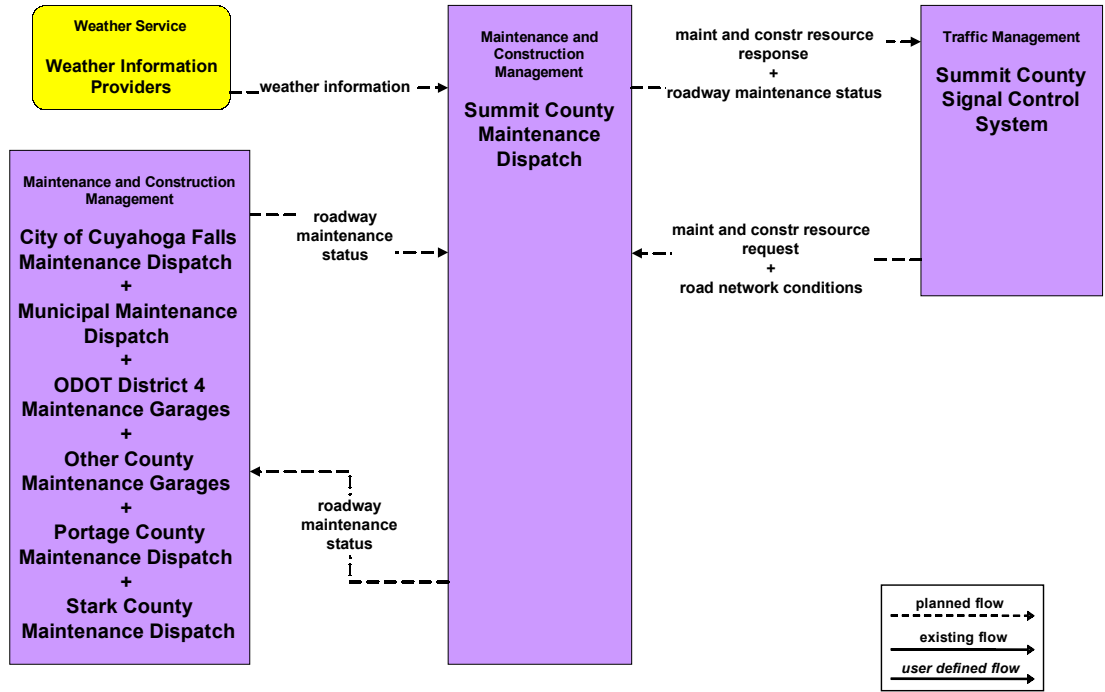 Weather Service
Weather Information
Providers
weather information
Maintenance and Construction
Management
City of Cuyahoga Falls
Maintenance Dispatch
+
Municipal Maintenance
Dispatch
+
ODOT District 4
Maintenance Garages
+
Other County
Maintenance Garages
+
Portage County
Maintenance Dispatch
+
Stark County
Maintenance Dispatch
roadway
maintenance
status
roadway
maintenance
status
Maintenance and
Construction
Management
Summit County
Maintenance
Dispatch
maint and constr resource
response
+
roadway maintenance status
maint and constr resource
request
+
road network conditions
Traffic Management
Summit County
Signal Control
System
planned flow
existing flow
user defined flow